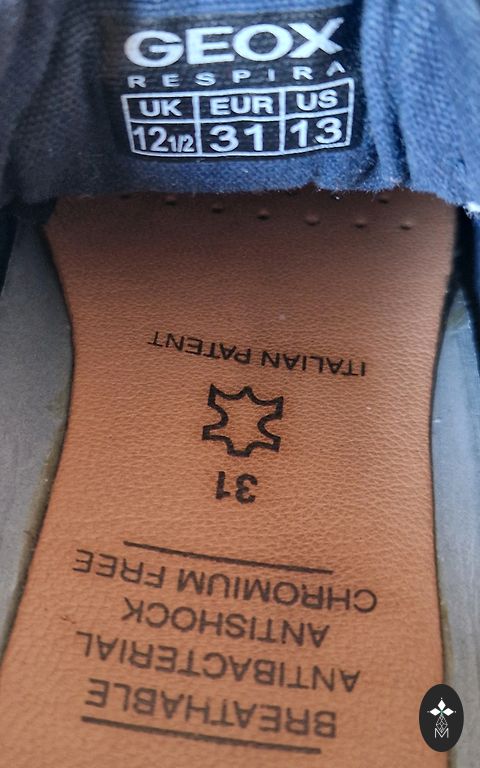 GEOX
RESPIRA
UK EUR US
12 1/2 31 13
BREATHABLE
ANTIBACTERIAL
ANTISHOCK
CHROMIUM FREE
31
ITALIAN PATENT
M